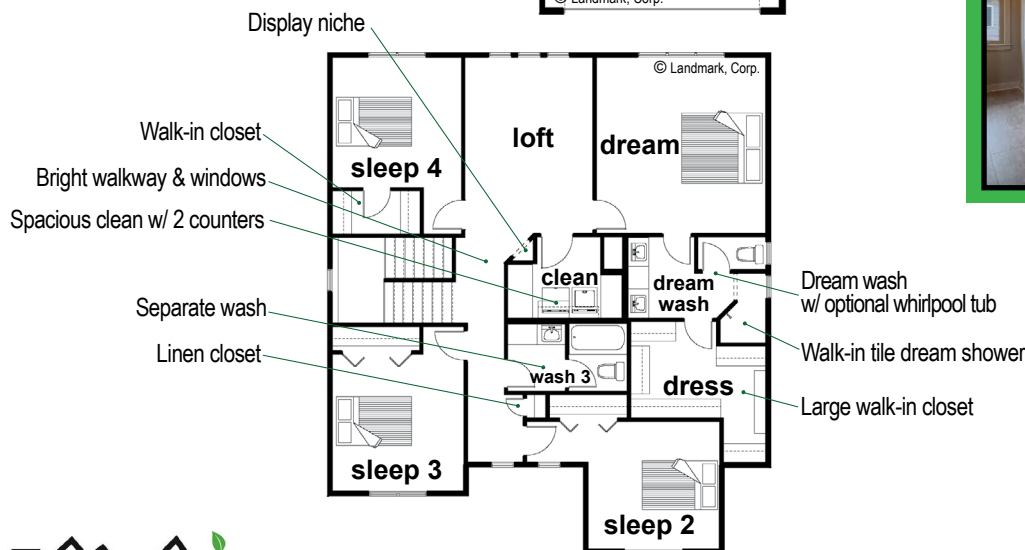 © Landmark, Corp.
Display niche
© Landmark, Corp.
Walk-in closet
loft
dream
sleep 4
Bright walkway & windows
Spacious clean w/ 2 counters
clean
dream
wash
Dream wash
w/ optional whirlpool tub
Separate wash
Linen closet
wash 3
Walk-in tile dream shower
dress
Large walk-in closet
sleep 3
sleep 2